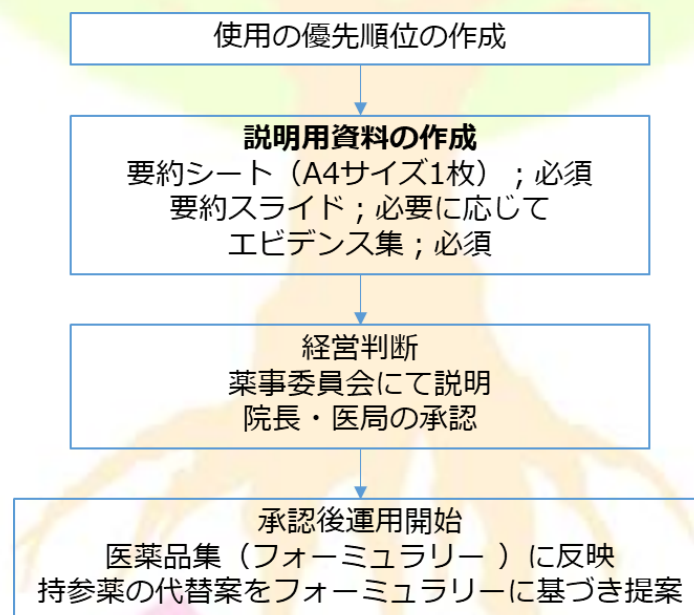 使用の優先順位の作成
説明用資料の作成
要約シート（A4サイズ1枚）；必須
要約スライド；必要に応じて
エビデンス集；必須
経営判断
薬事委員会にて説明
院長・医局の承認
承認後運用開始
医薬品集（フォーミュラリー ）に反映
持参薬の代替案をフォーミュラリーに基づき提案